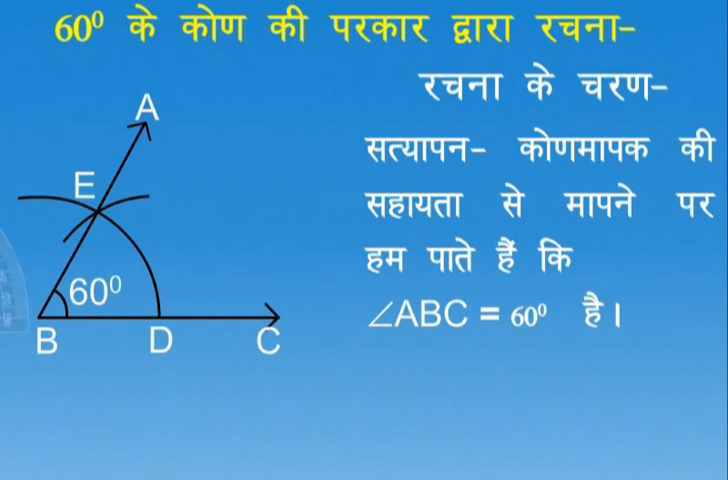 60⁰ के कोण की परकार द्वारा रचना–
रचना के चरण–
सत्यापन– कोणमापक की
सहायता से मापने पर
हम पाते हैं कि
∠ABC = 60⁰ है।
A
E
60⁰
B
D
C